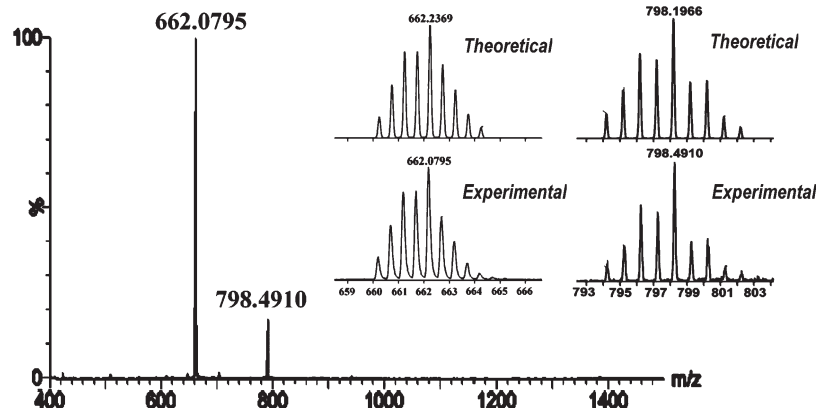 662.0795
100
%
798.4910
0
400 600 800 1000 1200 1400
m/z
662.2369
Theoretical
798.1966
Theoretical
662.0795
Experimental
659 660 661 662 663 664 665 666
798.4910
Experimental
793 795 797 799 801 803